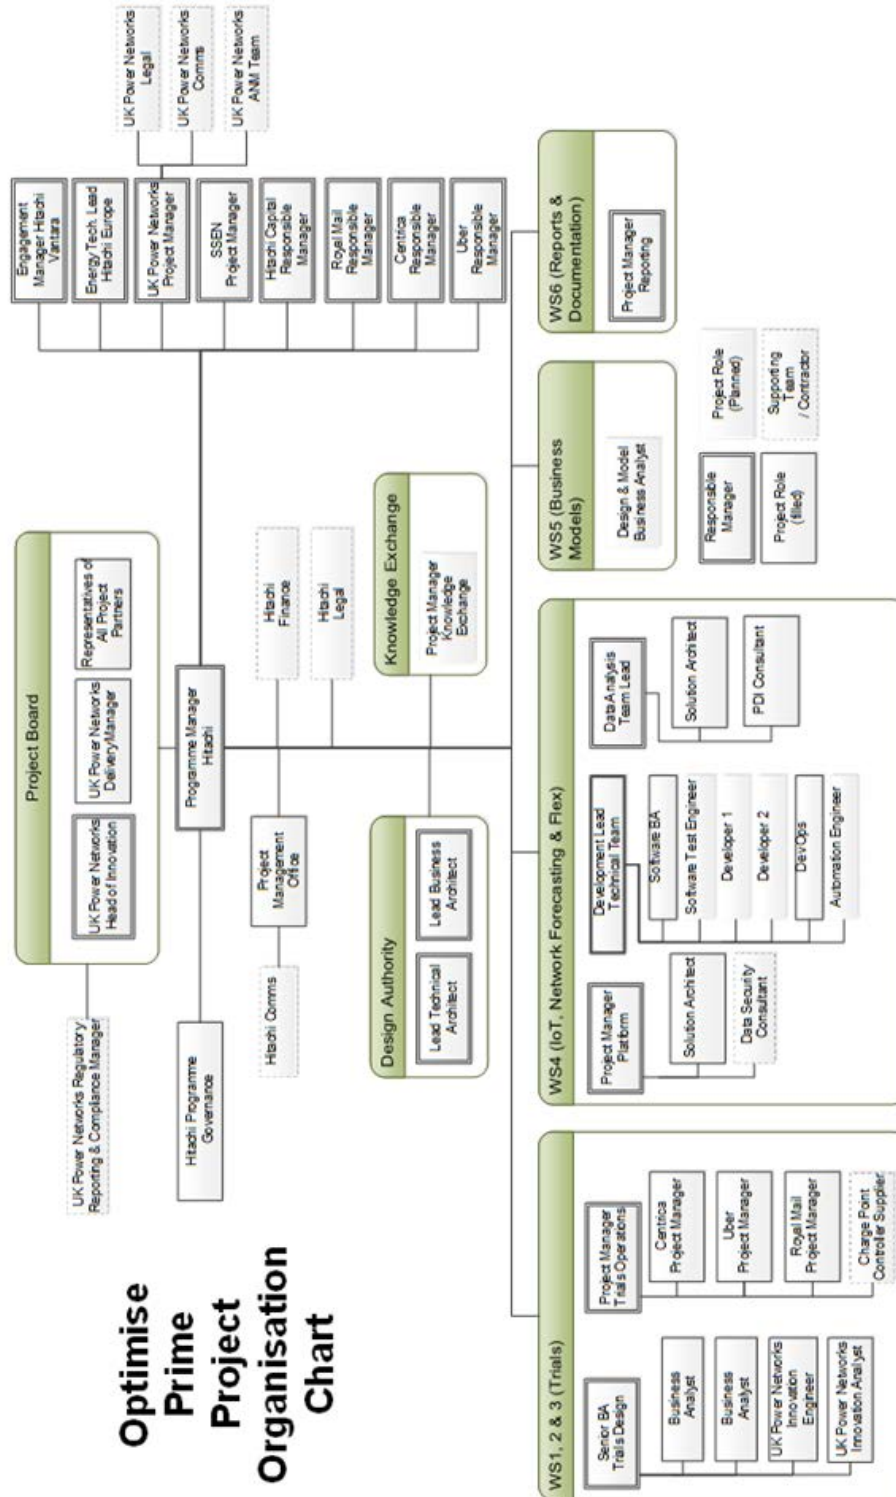 Optimise
Prime
Project
Organisation
Chart
UK Power Networks Regulatory
Reporting & Compliance Manager
Project Board
UK Power Networks
Head of Innovation
UK Power Networks
Delivery Manager
Representatives of
All Project
Partners
Hitachi Programme
Governance
Programme Manager
Hitachi
Engagement
Manager Hitachi
Vantara
Energy Tech. Lead
Hitachi Europe
UK Power Networks
Project Manager
SSEN
Project Manager
Hitachi Capital
Responsible
Manager
Royal Mail
Responsible
Manager
Centrica
Responsible
Manager
Uber
Responsible
Manager
UK Power Networks
Legal
UK Power Networks
Comms
UK Power Networks
ANM Team
Hitachi Comms
Project
Management
Office
Hitachi
Finance
Hitachi
Legal
Design Authority
Lead Technical
Architect
Lead Business
Architect
Knowledge Exchange
Project Manager
Knowledge
Exchange
WS1, 2 & 3 (Trials)
Senior BA
Trials Design
Business
Analyst
Business
Analyst
UK Power Networks
Innovation
Engineer
UK Power Networks
Innovation Analyst
Project Manager
Trials Operations
Centrica
Project Manager
Uber
Project Manager
Royal Mail
Project Manager
Charge Point
Controller Supplier
WS4 (IoT, Network Forecasting & Flex)
Project Manager
Platform
Solution Architect
Data Security
Consultant
Development Lead
Technical Team
Software BA
Software Test Engineer
Developer 1
Developer 2
DevOps
Automation Engineer
Data Analysis
Team Lead
Solution Architect
PDI Consultant
WS5 (Business
Models)
Design & Model
Business Analyst
WS6 (Reports &
Documentation)
Project Manager
Reporting
Responsible
Manager
Project Role
(Planned)
Project Role
(filled)
Supporting
Team
/ Contractor